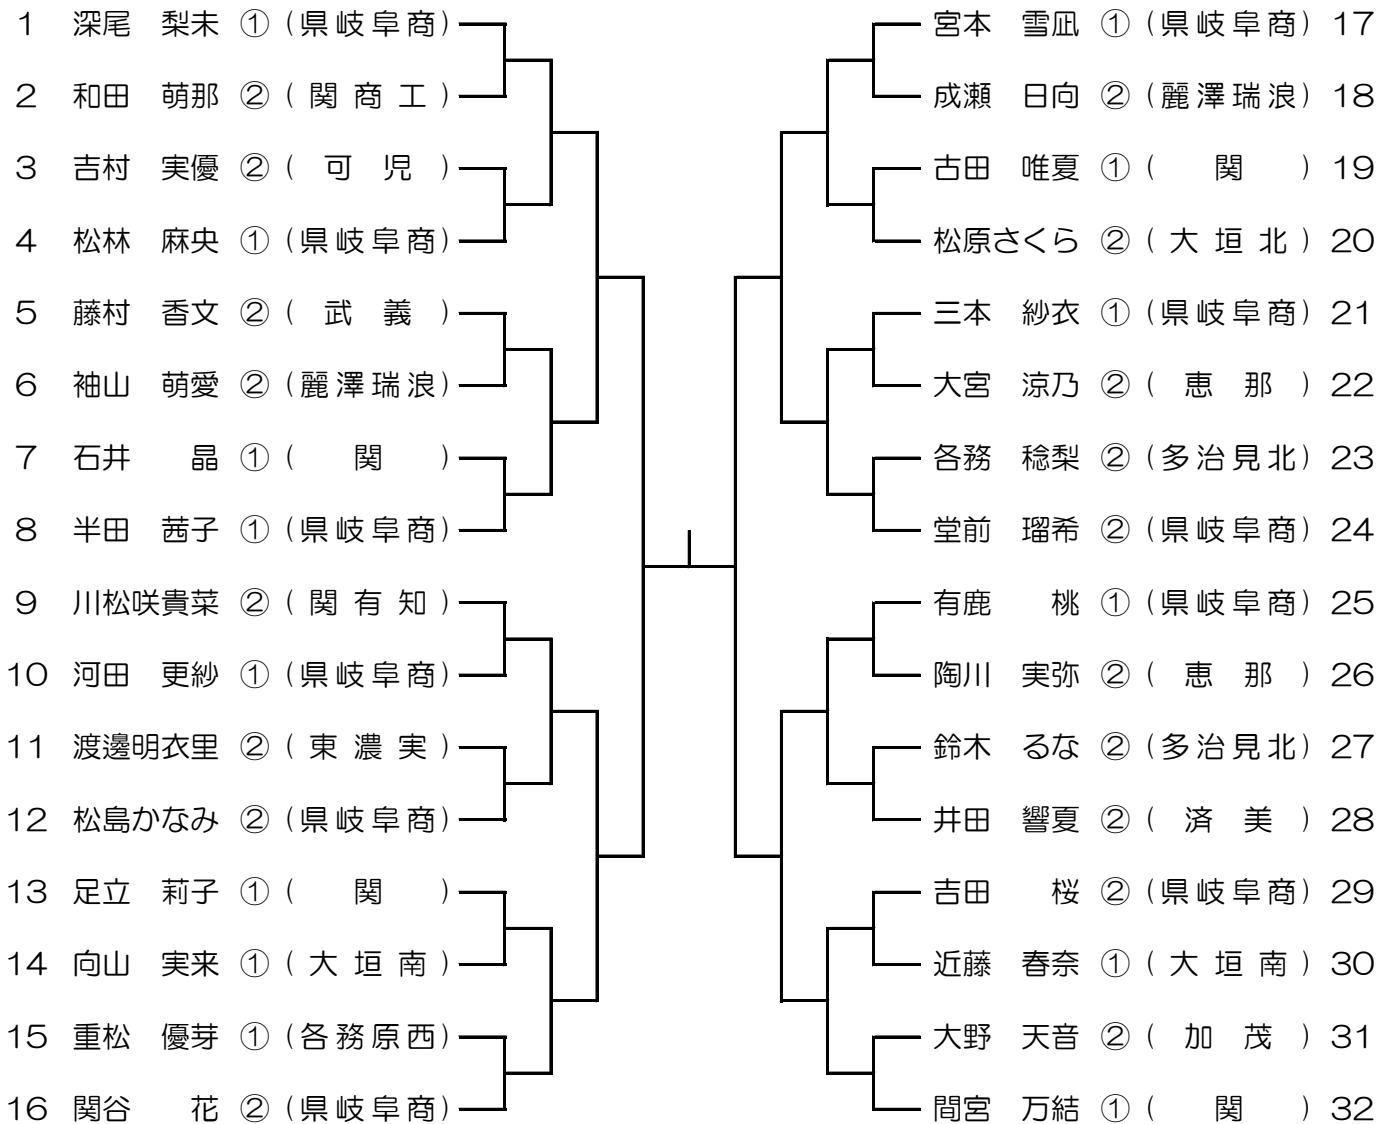 1 深尾 梨未 ① (県岐阜商)
2 和田 萌那 ② (関商工)
3 吉村 実優 ② (可児)
4 松林 麻央 ① (県岐阜商)
5 藤村 香文 ② (武義)
6 袖山 萌愛 ② (麗澤瑞浪)
7 石井 晶 ① (関)
8 半田 茜子 ① (県岐阜商)
9 川松咲貴菜 ② (関有知)
10 河田 更紗 ① (県岐阜商)
11 渡邊明衣里 ② (東濃実)
12 松島かなみ ② (県岐阜商)
13 足立 莉子 ① (関)
14 向山 実来 ① (大垣南)
15 重松 優芽 ① (各務原西)
16 関谷 花 ② (県岐阜商)
宮本 雪凪 ① (県岐阜商) 17
成瀬 日向 ② (麗澤瑞浪) 18
古田 唯夏 ① (関) 19
松原さくら ② (大垣北) 20
三本 紗衣 ① (県岐阜商) 21
大宮 涼乃 ② (恵那) 22
各務 稔梨 ② (多治見北) 23
堂前 瑠希 ② (県岐阜商) 24
有鹿 桃 ① (県岐阜商) 25
陶川 実弥 ② (恵那) 26
鈴木 るな ② (多治見北) 27
井田 響夏 ② (済美) 28
吉田 桜 ② (県岐阜商) 29
近藤 春奈 ① (大垣南) 30
大野 天音 ② (加茂) 31
間宮 万結 ① (関) 32